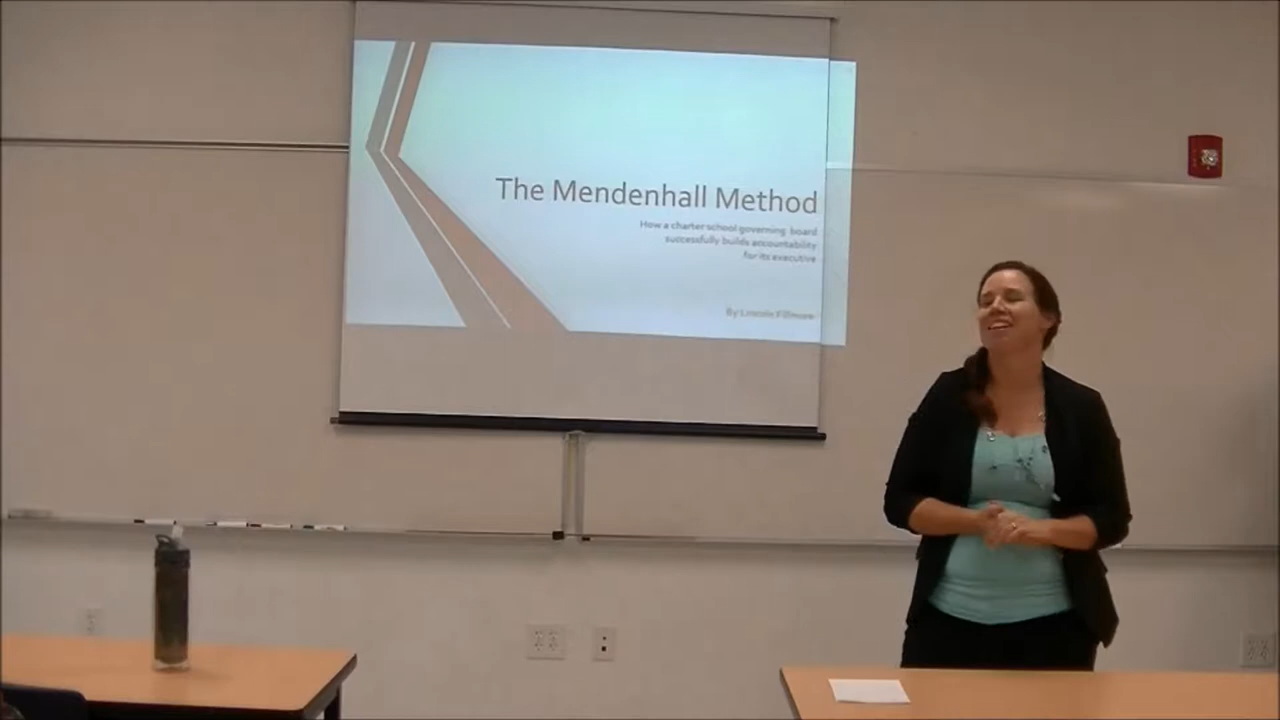 The Mendenhall Method
How a charter school governing board
successfully builds accountability
for its executive
By Lincoln Fillmore